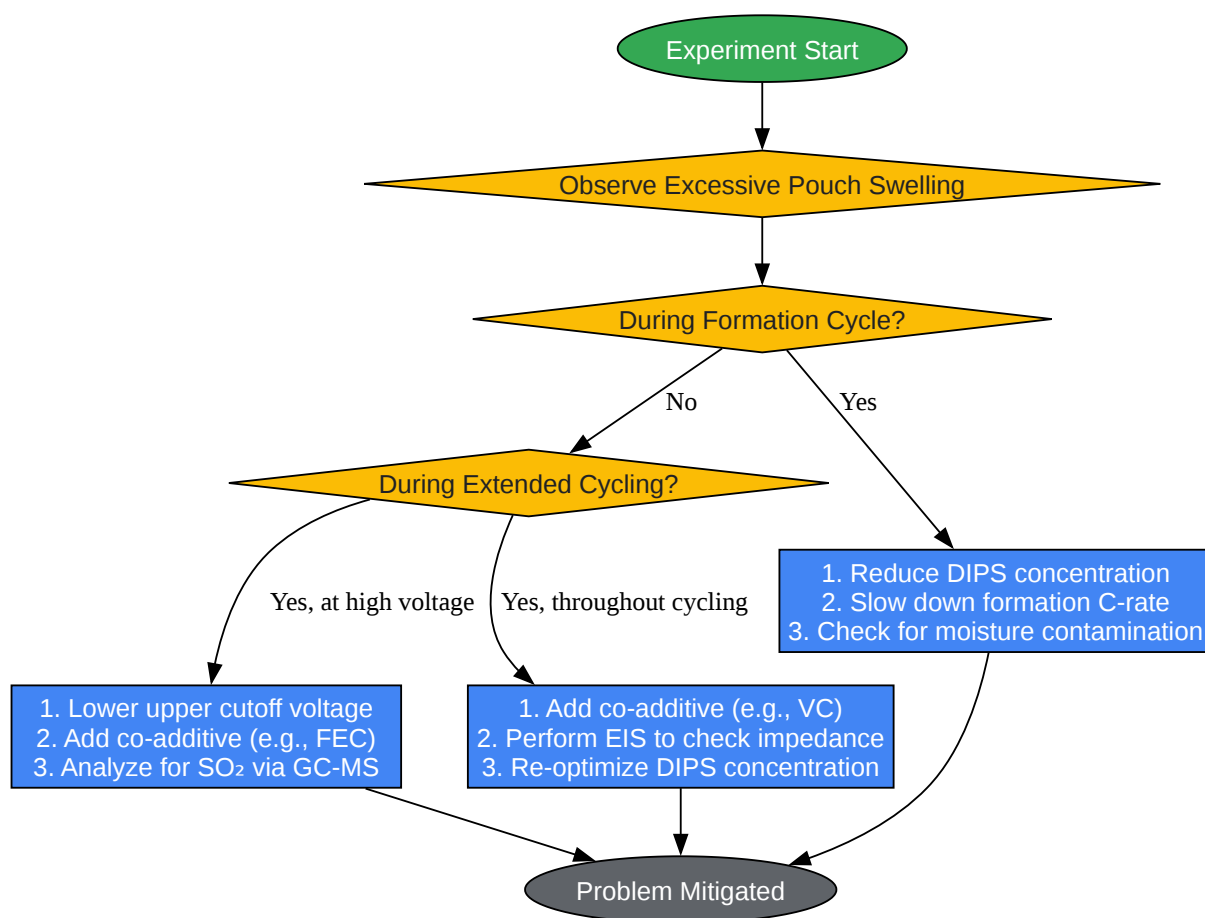 Experiment Start
Observe Excessive Pouch Swelling
During Formation Cycle?
No
Yes
During Extended Cycling?
Yes, at high voltage
Yes, throughout cycling
1. Reduce DIPS concentration
2. Slow down formation C-rate
3. Check for moisture contamination
1. Lower upper cutoff voltage
2. Add co-additive (e.g., FEC)
3. Analyze for SO₂ via GC-MS
1. Add co-additive (e.g., VC)
2. Perform EIS to check impedance
3. Re-optimize DIPS concentration
Problem Mitigated